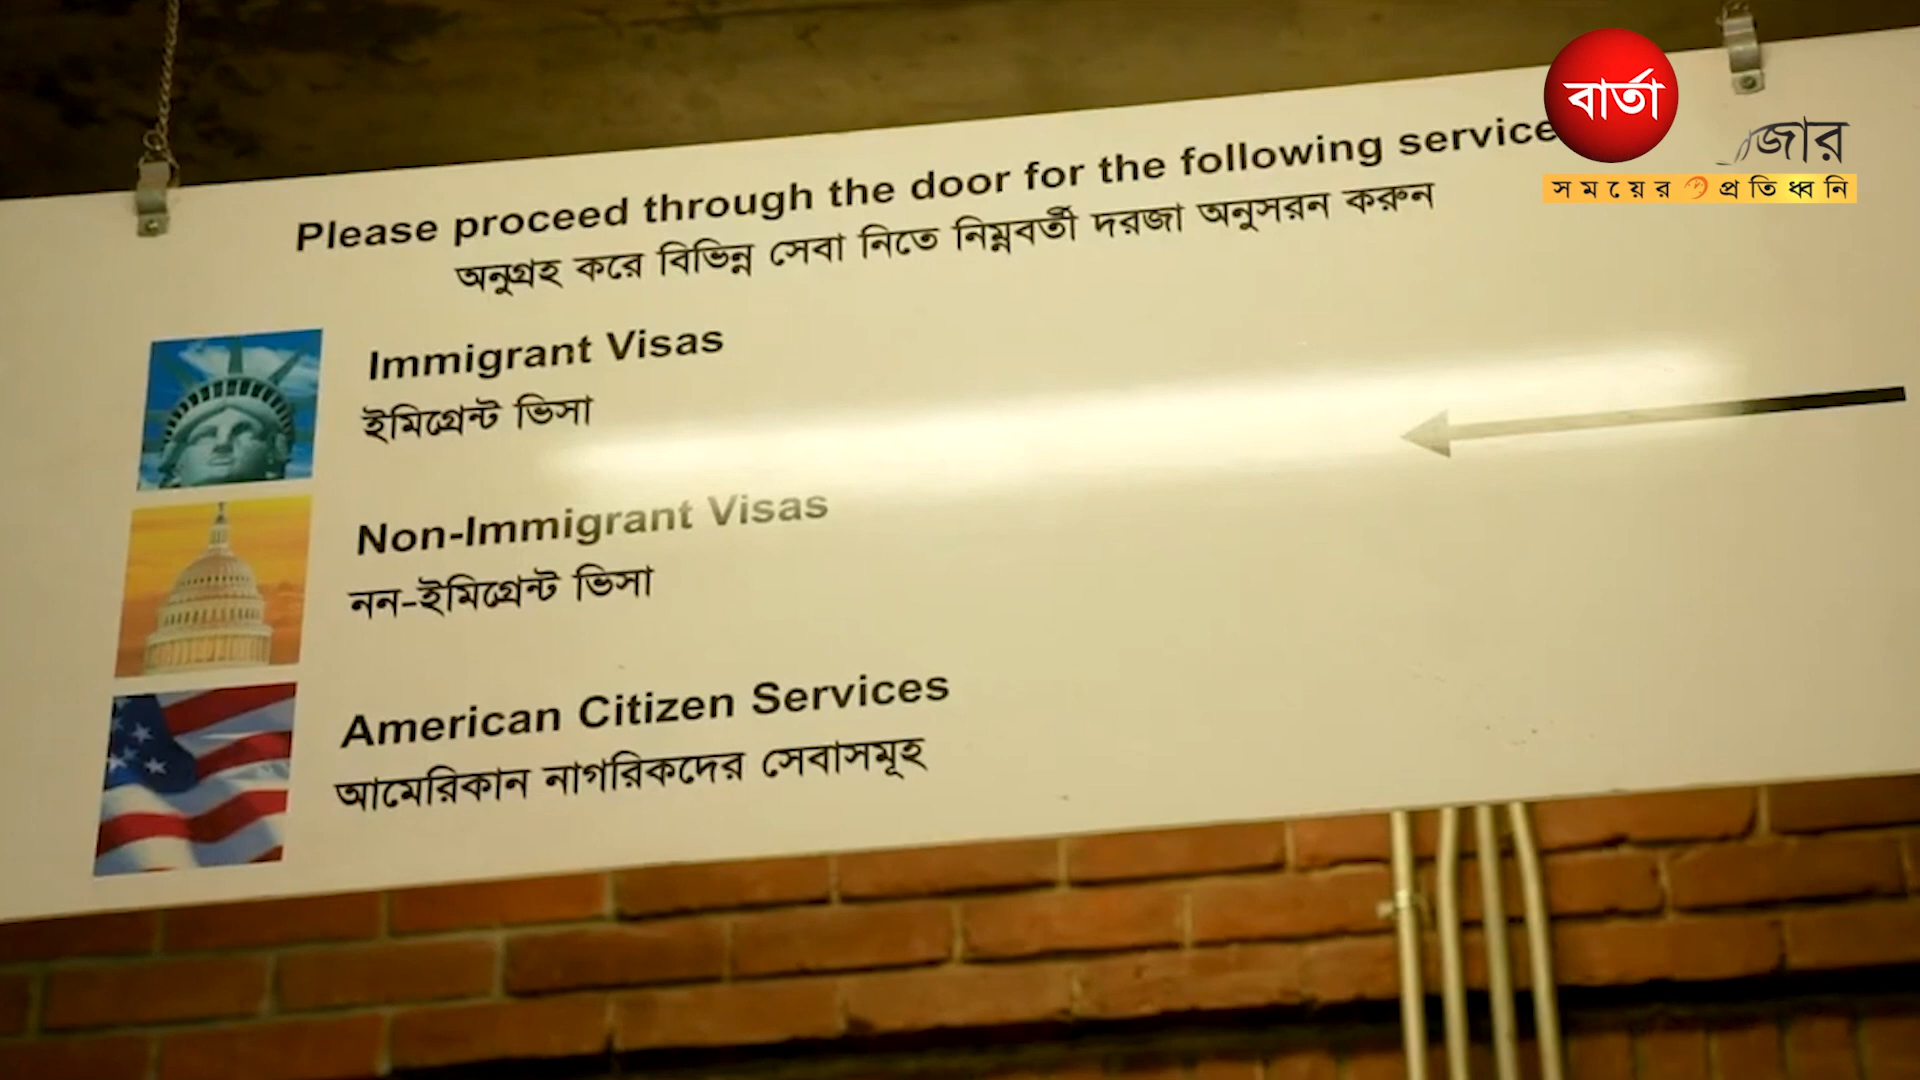 Please proceed through the door for the following service
অনুগ্রহ করে বিভিন্ন সেবা নিতে নিম্নবর্তী দরজা অনুসরন করুন
Immigrant Visas
ইমিগ্রেন্ট ভিসা
Non-Immigrant Visas
নন-ইমিগ্রেন্ট ভিসা
American Citizen Services
আমেরিকান নাগরিকদের সেবাসমূহ
বার্তা
সময়ের প্রতিধ্বনি